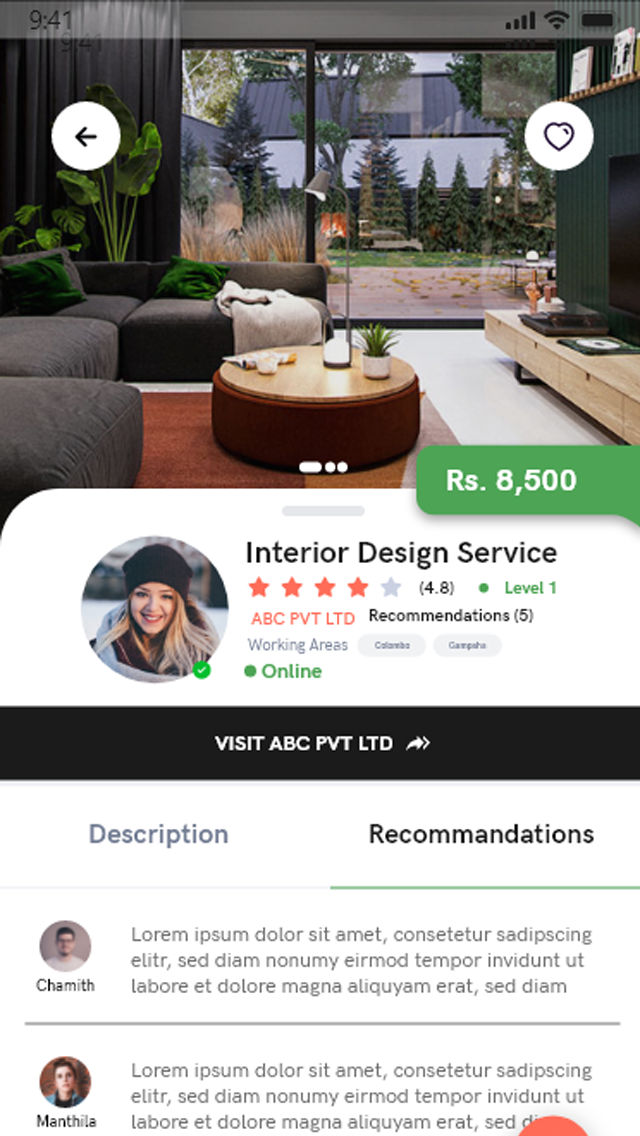 9:41
9:41
Rs. 8,500
Interior Design Service
(4.8) Level 1
ABC PVT LTD Recommendations (5)
Working Areas Colombo Gampaha
Online
VISIT ABC PVT LTD
Description Recommandations
Lorem ipsum dolor sit amet, consetetur sadipscing
elitr, sed diam nonumy eirmod tempor invidunt ut
labore et dolore magna aliquyam erat, sed diam
Chamith
Lorem ipsum dolor sit amet, consetetur sadipscing
elitr, sed diam nonumy eirmod tempor invidunt ut
labore et dolore magna aliquyam erat, sed
Manthila